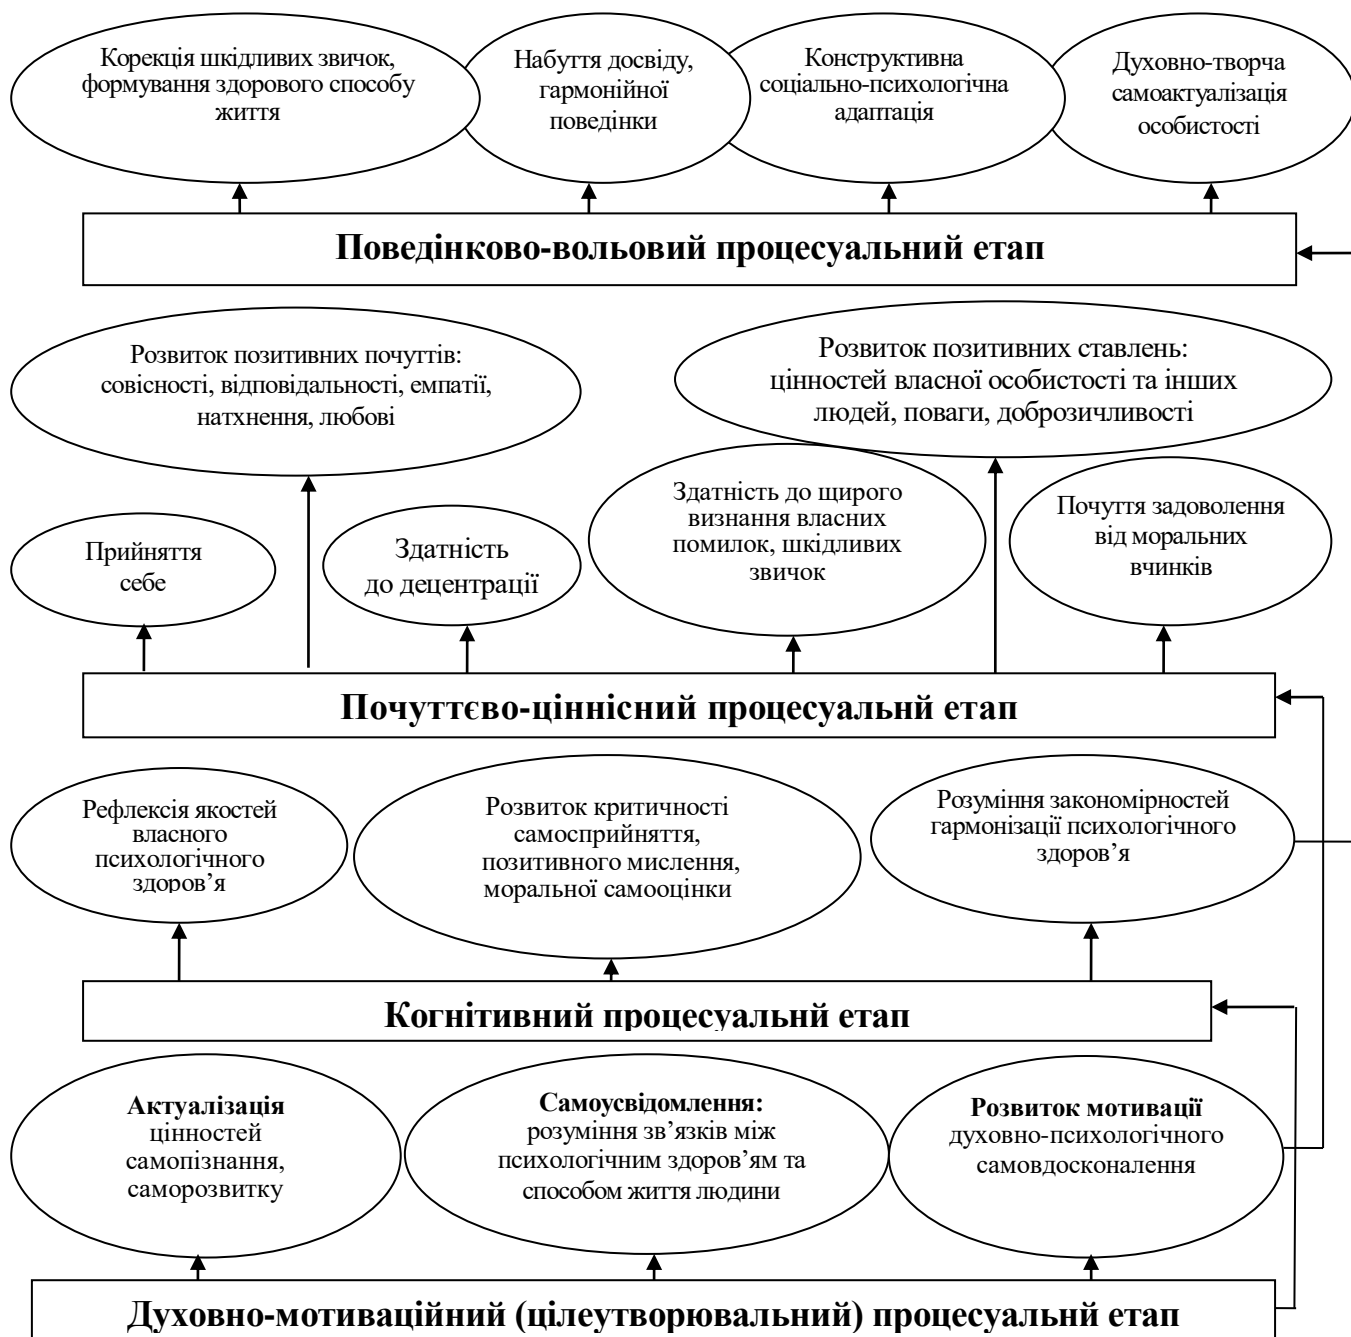 Корекція шкідливих звичок,
формування здорового способу
життя
Набуття досвіду,
гармонійної
поведінки
Конструктивна
соціально-психологічна
адаптація
Духовно-творча
самоактуалізація
особистості
Поведінково-вольовий процесуальний етап
Розвиток позитивних почуттів:
совісності, відповідальності, емпатії,
натхнення, любові
Розвиток позитивних ставлень:
цінностей власної особистості та інших
людей, поваги, доброзичливості
Прийняття
себе
Здатність
до децентрації
Здатність до щирого
визнання власних
помилок, шкідливих
звичок
Почуття задоволення
від моральних
вчинків
Почуттєво-ціннісний процесуальнй етап
Рефлексія якостей
власного
психологічного
здоров’я
Розвиток критичності
самосприйняття,
позитивного мислення,
моральної самооцінки
Розуміння закономірностей
гармонізації психологічного
здоров’я
Когнітивний процесуальнй етап
Актуалізація
цінностей
самопізнання,
саморозвитку
Самоусвідомлення:
розуміння зв’язків між
психологічним здоров’ям та
способом життя людини
Розвиток мотивації
духовно-психологічного
самовдосконалення
Духовно-мотиваційний (цілеутворювальний) процесуальнй етап